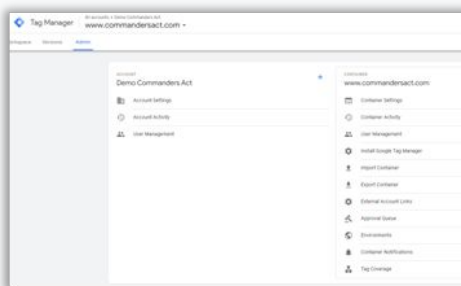 Tag Manager
All accounts > Demo Commanders Act
www.commandersact.com
Workspace Versions Admin
ACCOUNT
Demo Commanders Act
Account Settings
Account Activity
User Management
CONTAINER
www.commandersact.com
Container Settings
Container Activity
User Management
Install Google Tag Manager
Import Container
Export Container
External Account Links
Approval Queue
Environments
Container Notifications
Tag Coverage